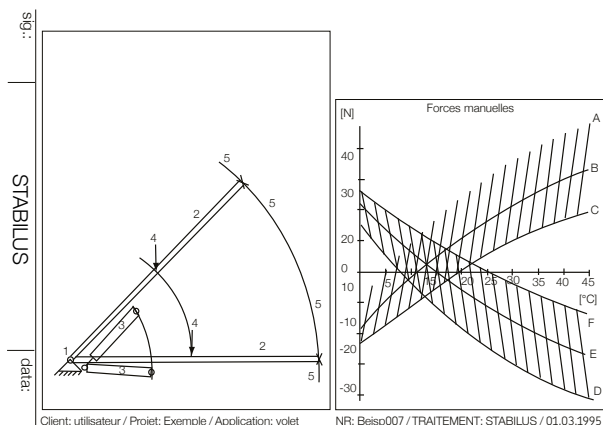 sig.:
STABILUS
data:
5
2
5
4
3
4
5
1
2
3
5
Client: utilisateur / Projet: Exemple / Application: volet
Forces manuelles
[N]
A
40
B
30
C
20
0
10 5 10 15 20 25 30 35 40 45
[°C]
-10
F
-20
E
-30
D
NR: Beisp007 / TRAITEMENT: STABILUS / 01.03.1995